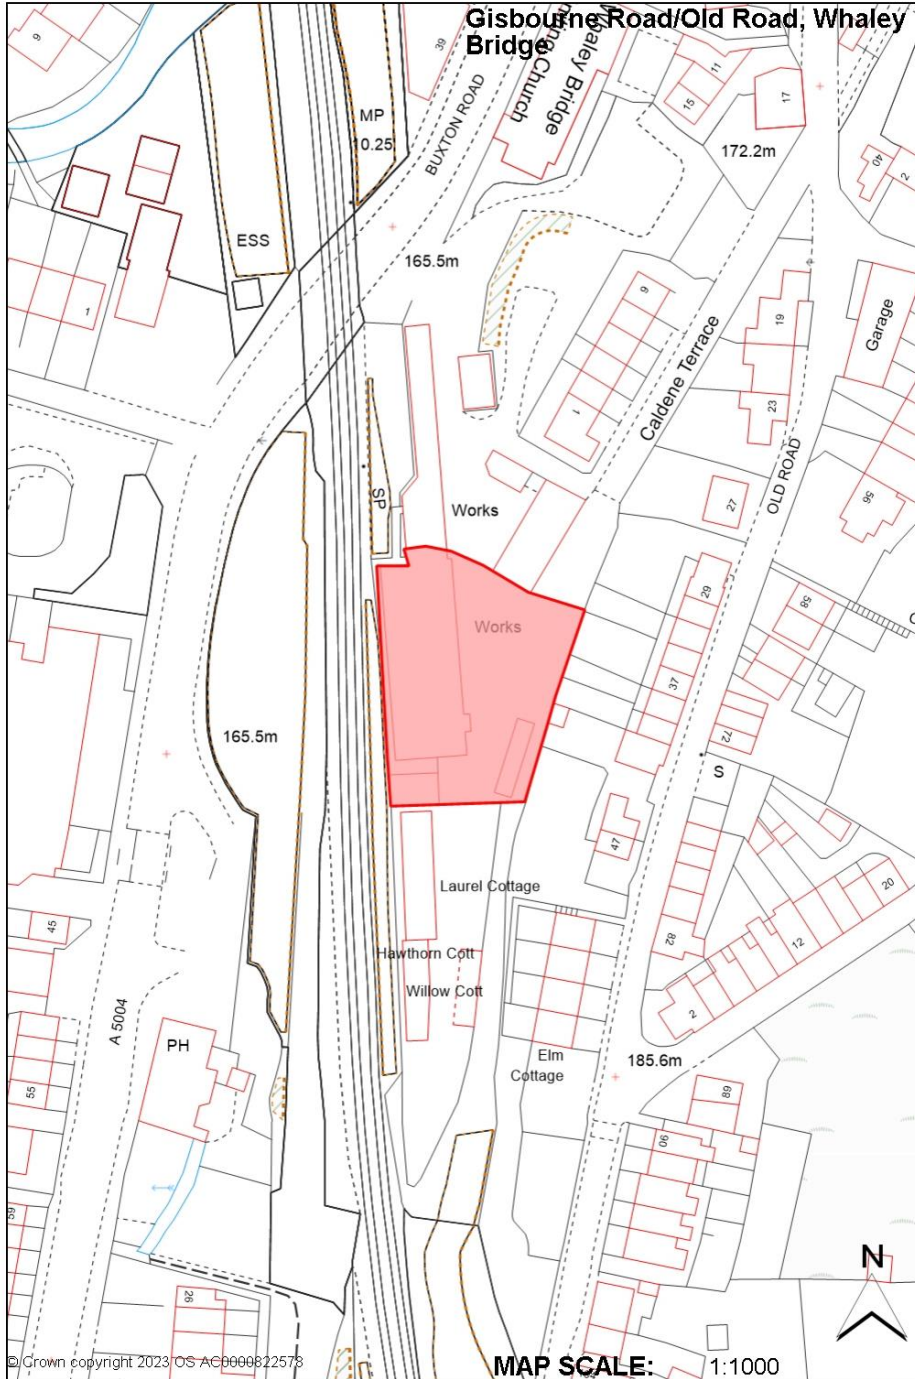 Gisbourne Road/Old Road, Whaley
Bridge
9
39
MP
10.25
BUXTON ROAD
Whaley Bridge
Church
11
15
17
172.2m
40
2
ESS
165.5m
1
9
1
Caldene Terrace
19
23
Garage
OLD ROAD
27
56
SP
Works
Works
29
58
37
72
S
165.5m
47
Laurel Cottage
20
12
82
2
45
Hawthorn Cott
Willow Cott
A 5004
PH
Elm
Cottage
185.6m
55
89
90
59
26
N
© Crown copyright 2023 OS AC0000822578
MAP SCALE: 1:1000